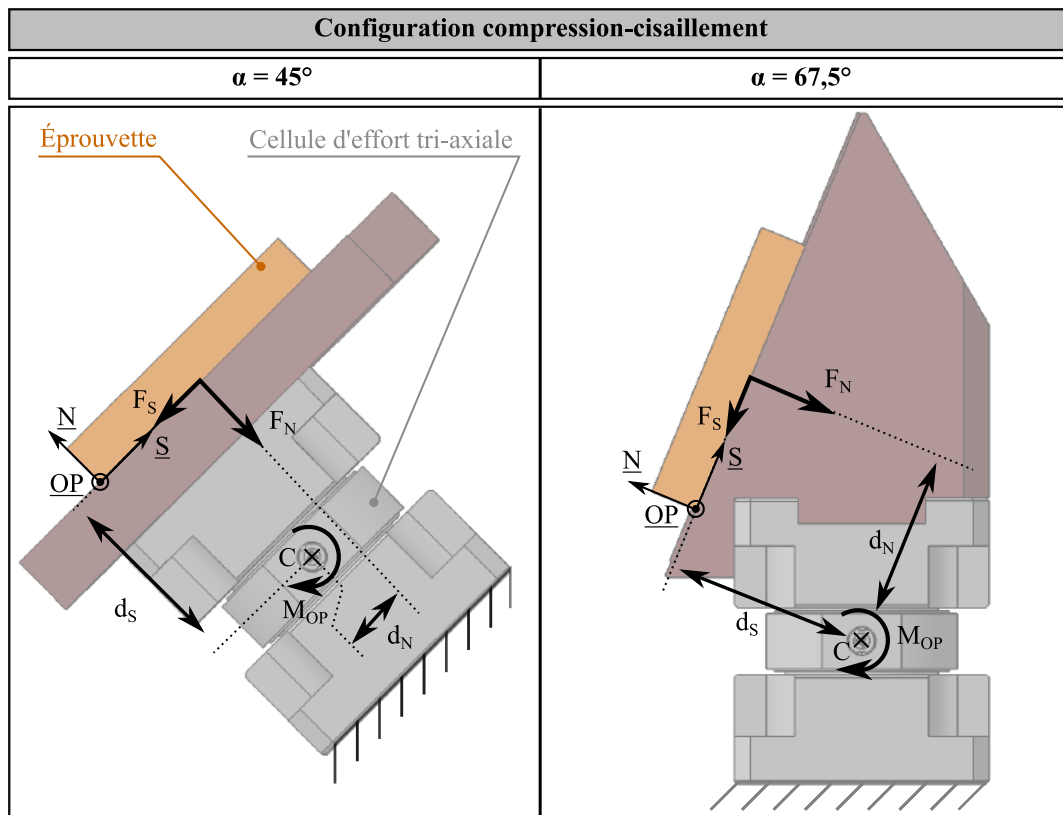 Configuration compression-cisaillement
α = 45°
α = 67,5°
Éprouvette
Cellule d'effort tri-axiale
F_S
F_N
N
S
OP
C
M_OP
d_S
d_N
F_N
F_S
N
S
OP
d_N
d_S
C
M_OP